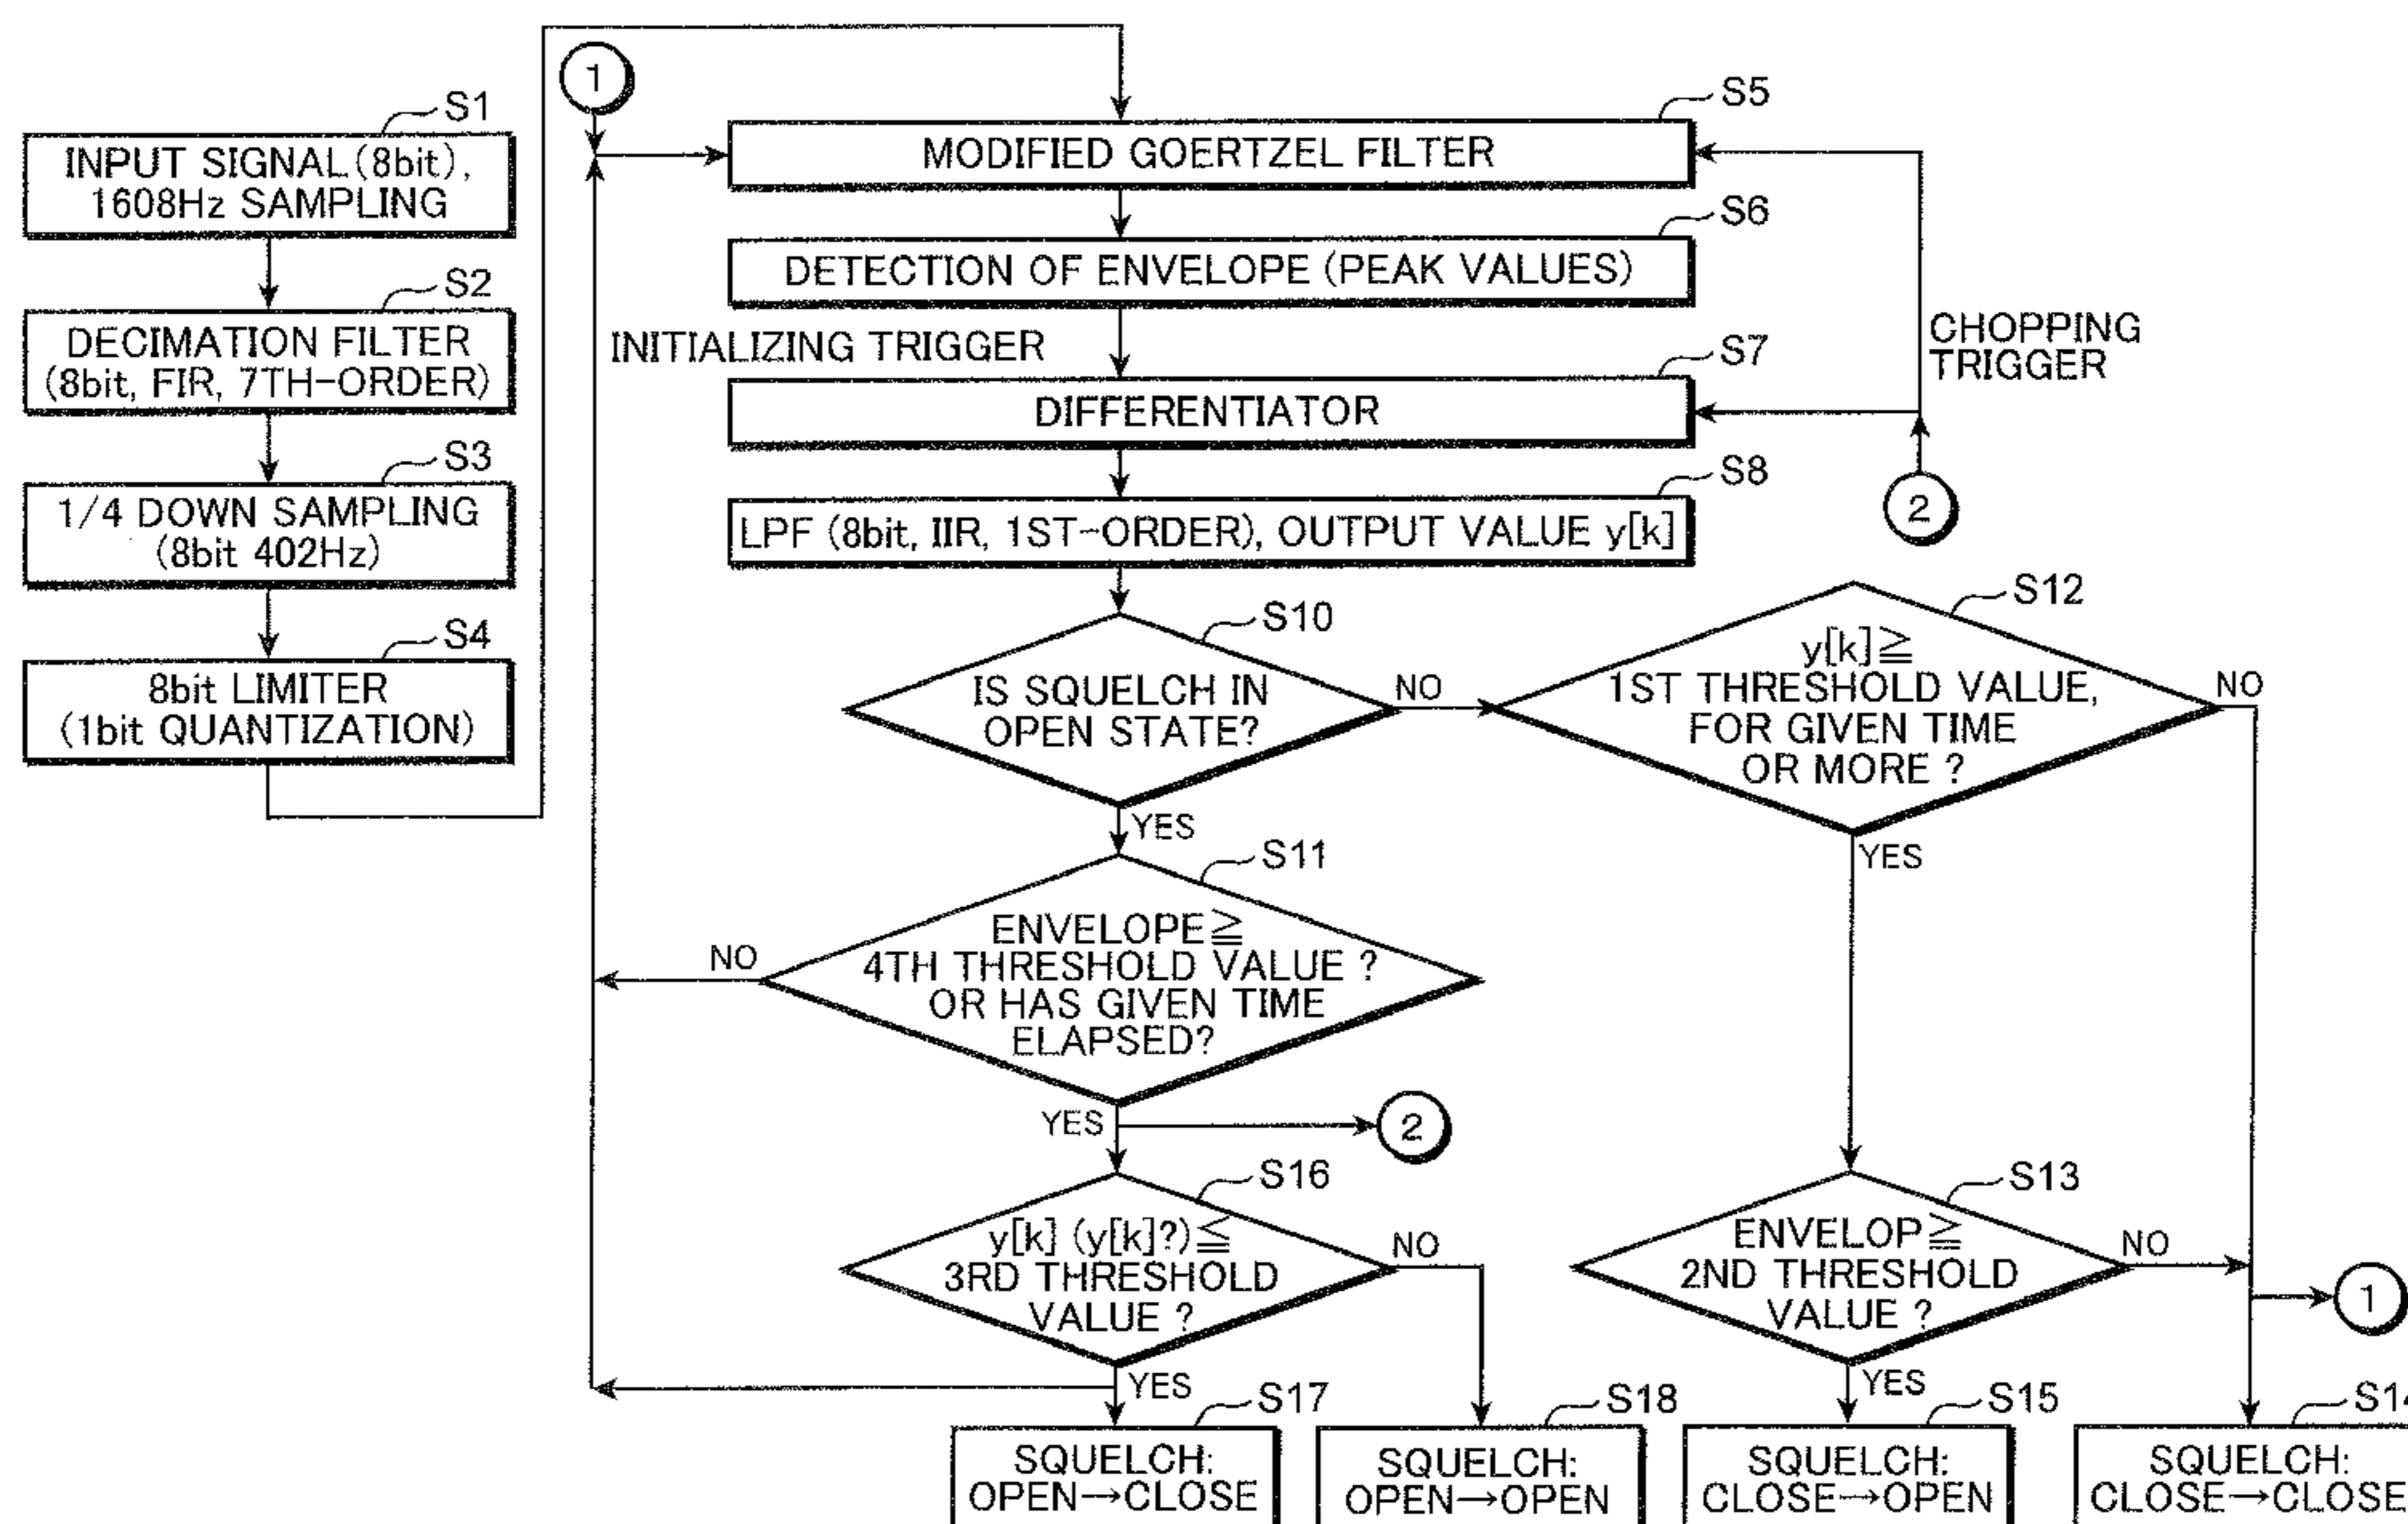 S1
INPUT SIGNAL (8bit),
1608Hz SAMPLING
S2
DECIMATION FILTER
(8bit, FIR, 7TH-ORDER)
S3
1/4 DOWN SAMPLING
(8bit 402Hz)
S4
8bit LIMITER
(1bit QUANTIZATION)
1
S5
MODIFIED GOERTZEL FILTER
S6
DETECTION OF ENVELOPE (PEAK VALUES)
INITIALIZING TRIGGER
CHOPPING
TRIGGER
S7
DIFFERENTIATOR
S8
LPF (8bit, IIR, 1ST-ORDER), OUTPUT VALUE y[k]
2
S10
IS SQUELCH IN
OPEN STATE?
NO
YES
S12
y[k]≧
1ST THRESHOLD VALUE,
FOR GIVEN TIME
OR MORE ?
NO
YES
S11
ENVELOPE≧
4TH THRESHOLD VALUE ?
OR HAS GIVEN TIME
ELAPSED?
NO
YES
2
S16
y[k] (y[k]?)≦
3RD THRESHOLD
VALUE ?
NO
YES
S13
ENVELOP≧
2ND THRESHOLD
VALUE ?
NO
YES
1
S17
SQUELCH:
OPEN→CLOSE
S18
SQUELCH:
OPEN→OPEN
S15
SQUELCH:
CLOSE→OPEN
S14
SQUELCH:
CLOSE→CLOSE